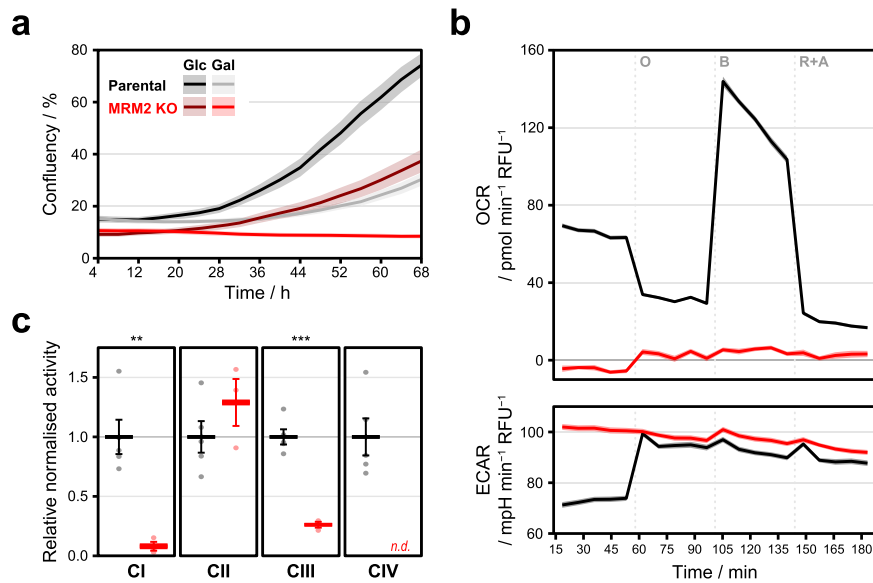 a
Glc Gal
Parental
MRM2 KO
Confluency / %
80
60
40
20
0
4 12 20 28 36 44 52 60 68
Time / h
b
O B R+A
OCR
/ pmol min⁻¹ RFU⁻¹
160
120
80
40
0
ECAR
/ mpH min⁻¹ RFU⁻¹
100
80
60
15 30 45 60 75 90 105 120 135 150 165 180
Time / min
c
** ***
Relative normalised activity
1.5
1.0
0.5
0.0
n.d.
CI CII CIII CIV